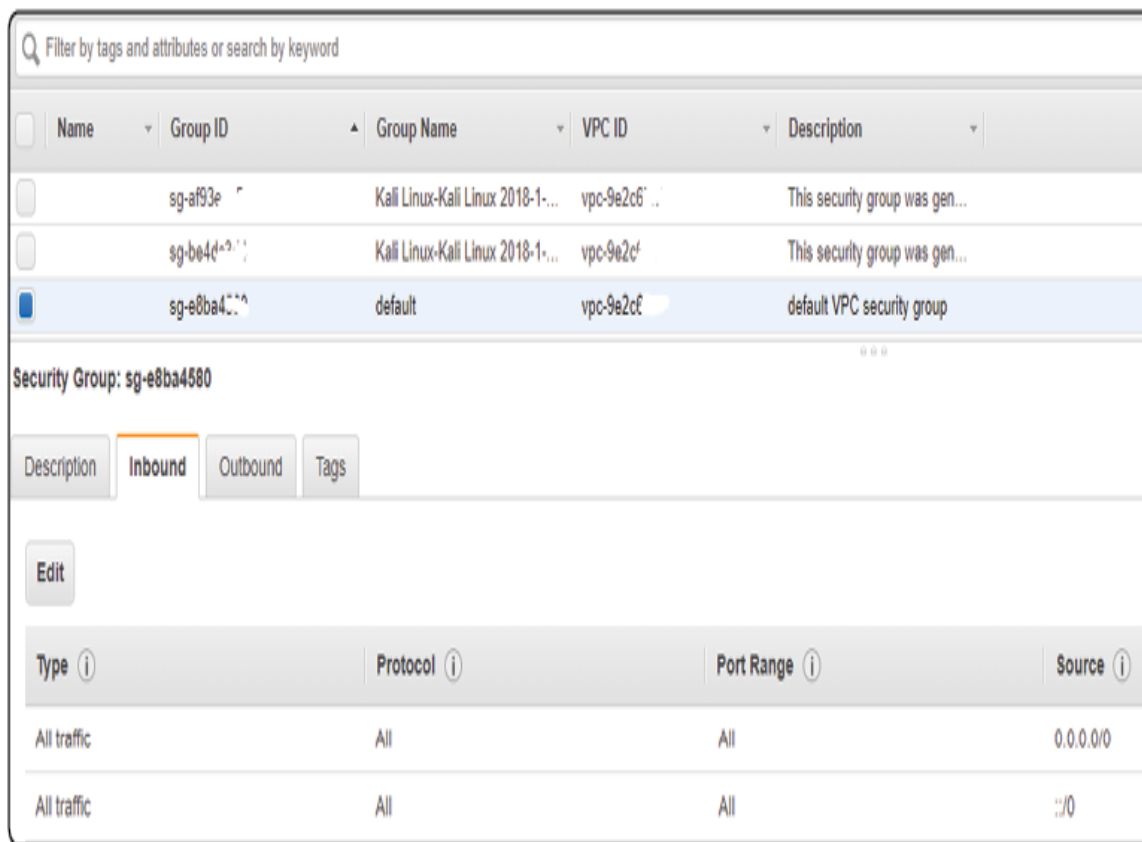 Filter by tags and attributes or search by keyword
Name Group ID Group Name VPC ID Description
Kali Linux-Kali Linux 2018-1-... This security group was gen...
Kali Linux-Kali Linux 2018-1-... This security group was gen...
default default VPC security group
Security Group: sg-e8ba4580
Description Inbound Outbound Tags
Edit
Type Protocol Port Range Source
All traffic All All 0.0.0.0/0
All traffic All All ::/0